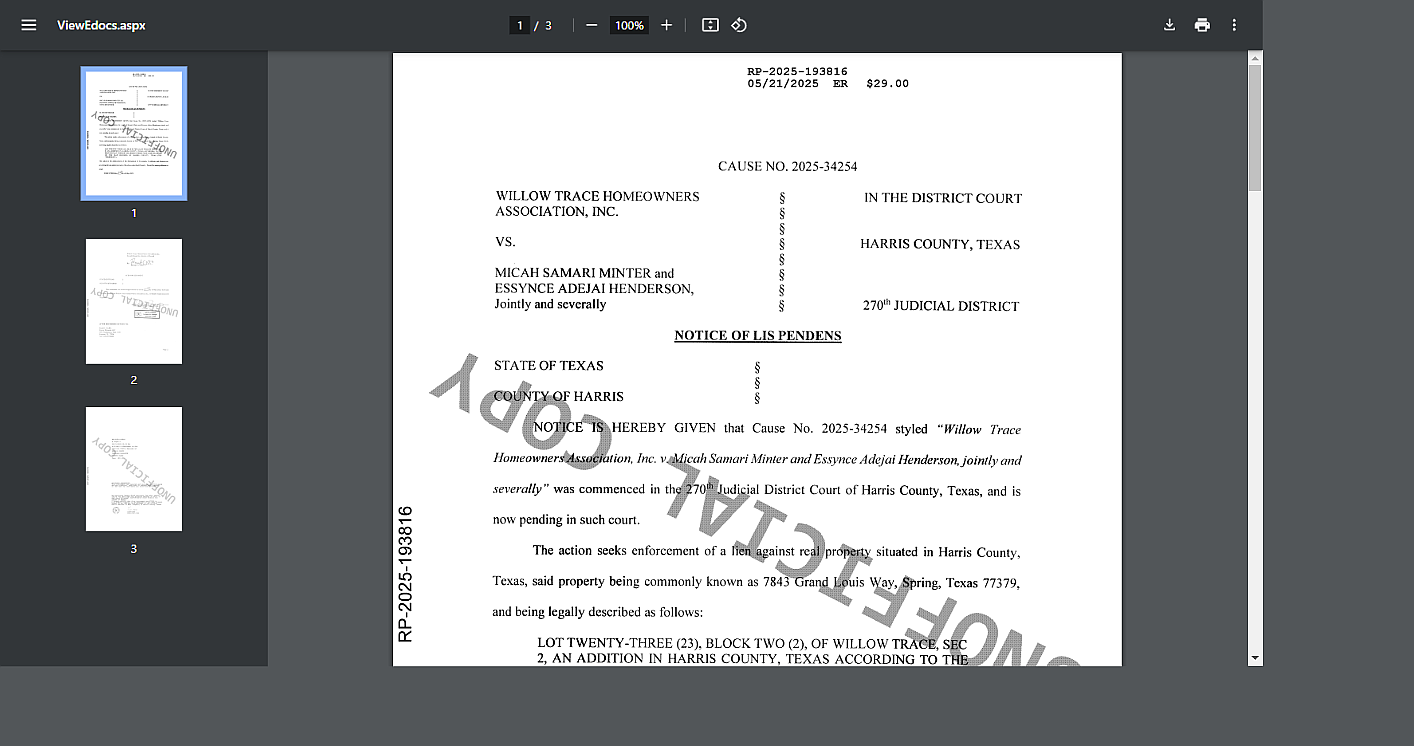 ViewEdocs.aspx
1 / 3
100%
1
2
3
RP-2025-193816
05/21/2025 ER $29.00
CAUSE NO. 2025-34254
WILLOW TRACE HOMEOWNERS § IN THE DISTRICT COURT
ASSOCIATION, INC. §
§
VS. § HARRIS COUNTY, TEXAS
§
MICAH SAMARI MINTER and §
ESSYNCE ADEJAI HENDERSON, §
Jointly and severally § 270th JUDICIAL DISTRICT
NOTICE OF LIS PENDENS
STATE OF TEXAS §
§
COUNTY OF HARRIS §
NOTICE IS HEREBY GIVEN that Cause No. 2025-34254 styled “Willow Trace
Homeowners Association, Inc. v. Micah Samari Minter and Essynce Adejai Henderson, jointly and
severally” was commenced in the 270th Judicial District Court of Harris County, Texas, and is
now pending in such court.
The action seeks enforcement of a lien against real property situated in Harris County,
Texas, said property being commonly known as 7843 Grand Louis Way, Spring, Texas 77379,
and being legally described as follows:
LOT TWENTY-THREE (23), BLOCK TWO (2), OF WILLOW TRACE, SEC
2, AN ADDITION IN HARRIS COUNTY, TEXAS ACCORDING TO THE
RP-2025-193816
UNOFFICIAL COPY